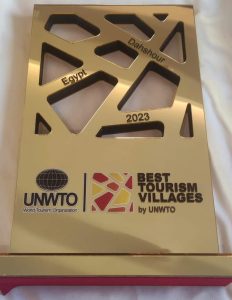 Dahshour
Egypt
2023
UNWTO
World Tourism Organization
BEST
TOURISM
VILLAGES
by UNWTO